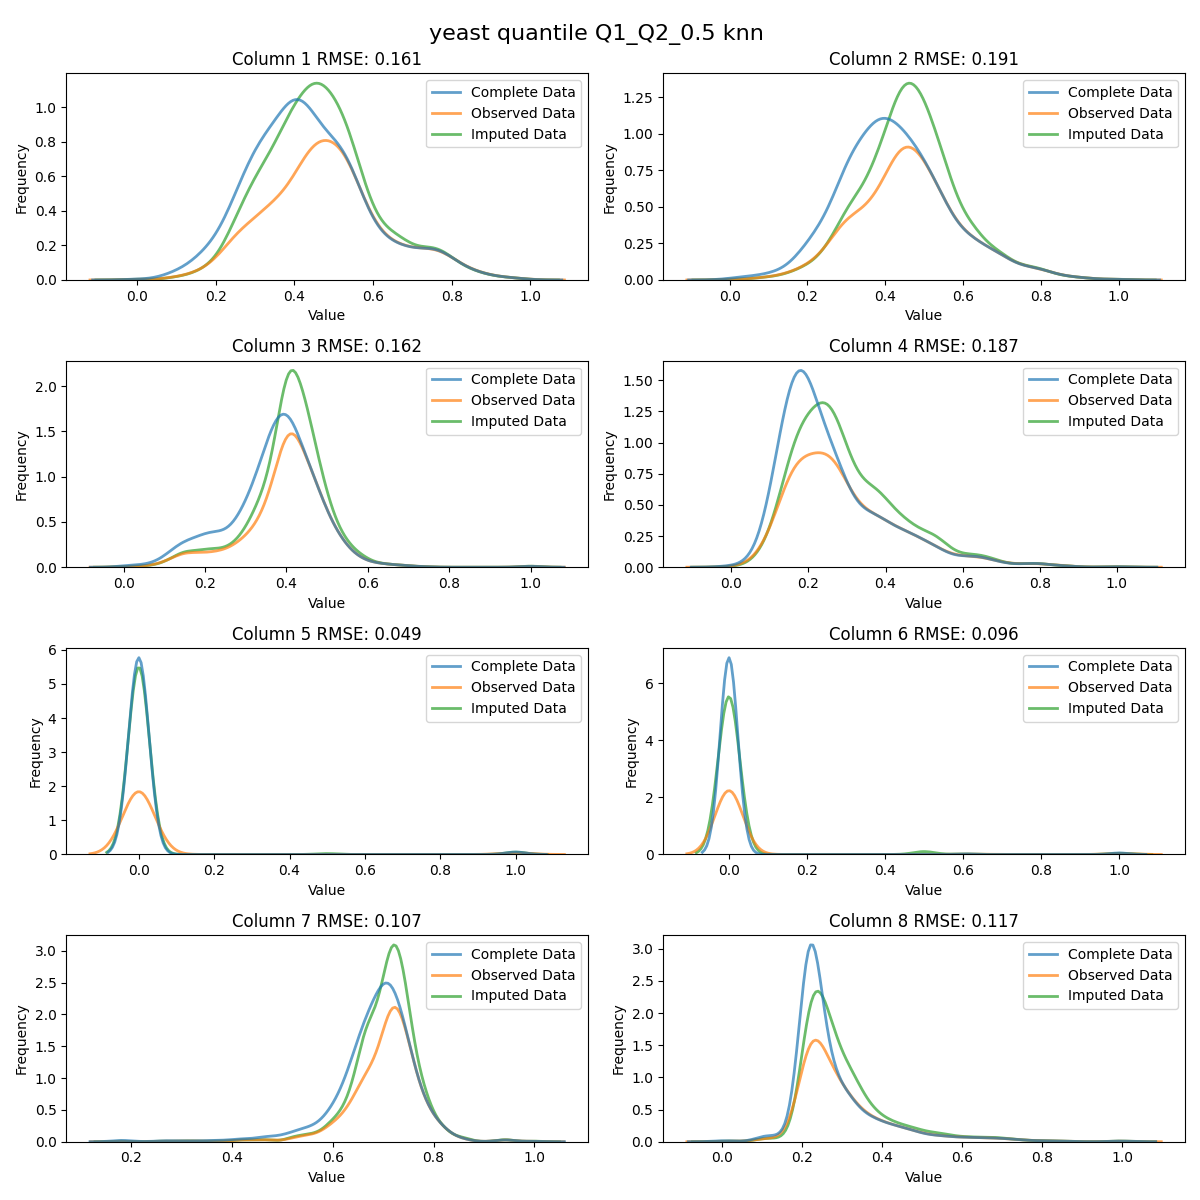 yeast quantile Q1_Q2_0.5 knn
Column 1 RMSE: 0.161
Frequency
1.0
0.8
0.6
0.4
0.2
0.0
Complete Data
Observed Data
Imputed Data
0.0 0.2 0.4 0.6 0.8 1.0
Value
Column 2 RMSE: 0.191
Frequency
1.25
1.00
0.75
0.50
0.25
0.00
Complete Data
Observed Data
Imputed Data
0.0 0.2 0.4 0.6 0.8 1.0
Value
Column 3 RMSE: 0.162
Frequency
2.0
1.5
1.0
0.5
0.0
Complete Data
Observed Data
Imputed Data
0.0 0.2 0.4 0.6 0.8 1.0
Value
Column 4 RMSE: 0.187
Frequency
1.50
1.25
1.00
0.75
0.50
0.25
0.00
Complete Data
Observed Data
Imputed Data
0.0 0.2 0.4 0.6 0.8 1.0
Value
Column 5 RMSE: 0.049
Frequency
6
5
4
3
2
1
0
Complete Data
Observed Data
Imputed Data
0.0 0.2 0.4 0.6 0.8 1.0
Value
Column 6 RMSE: 0.096
Frequency
6
4
2
0
Complete Data
Observed Data
Imputed Data
0.0 0.2 0.4 0.6 0.8 1.0
Value
Column 7 RMSE: 0.107
Frequency
3.0
2.5
2.0
1.5
1.0
0.5
0.0
Complete Data
Observed Data
Imputed Data
0.2 0.4 0.6 0.8 1.0
Value
Column 8 RMSE: 0.117
Frequency
3.0
2.5
2.0
1.5
1.0
0.5
0.0
Complete Data
Observed Data
Imputed Data
0.0 0.2 0.4 0.6 0.8 1.0
Value